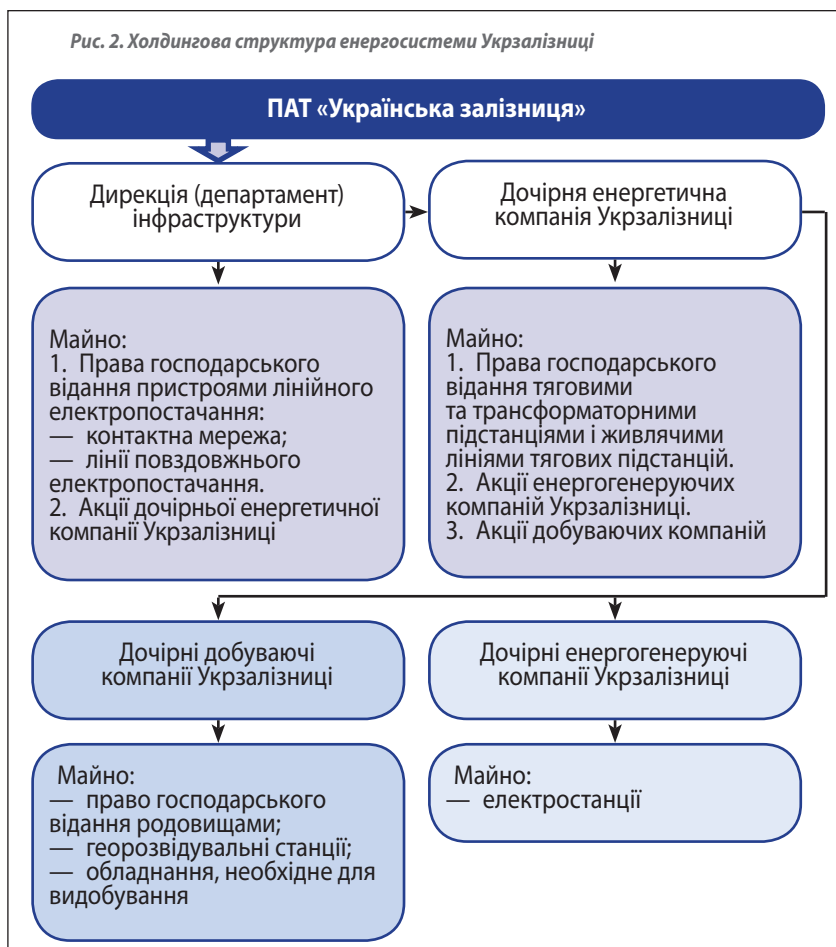 Рис. 2. Холдингова структура енергосистеми Укрзалізниці
ПАТ «Українська залізниця»
Дирекція (департамент)
інфраструктури
Дочірня енергетична
компанія Укрзалізниці
Майно:
1. Права господарського
відання пристроями лінійного
електропостачання:
— контактна мережа;
— лінії повздовжнього
електропостачання.
2. Акції дочірньої енергетичної
компанії Укрзалізниці
Майно:
1. Права господарського
відання тяговими
та трансформаторними
підстанціями і живлячими
лініями тягових підстанцій.
2. Акції енергогенеруючих
компаній Укрзалізниці.
3. Акції добуваючих компаній
Дочірні добуваючі
компанії Укрзалізниці
Дочірні енергогенеруючі
компанії Укрзалізниці
Майно:
— право господарського
відання родовищами;
— георозвідувальні станції;
— обладнання, необхідне для
видобування
Майно:
— електростанції